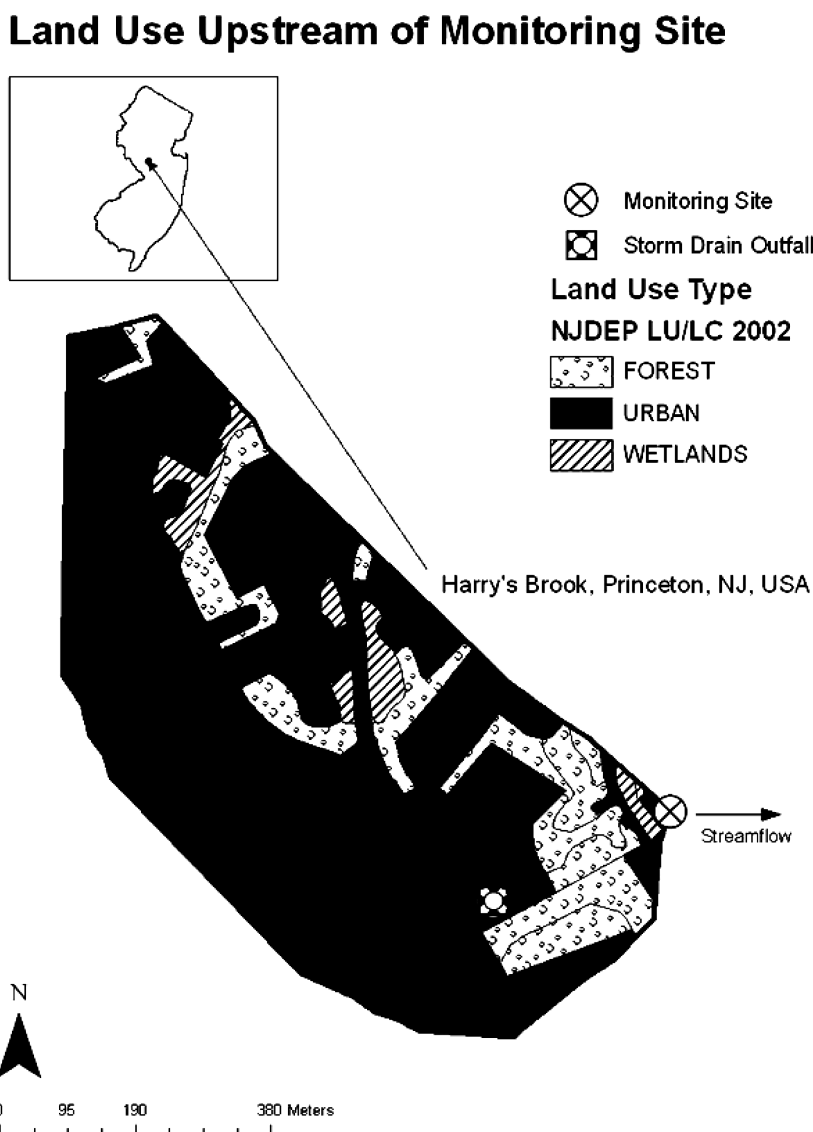 Land Use Upstream of Monitoring Site
Monitoring Site
Storm Drain Outfall
Land Use Type
NJDEP LU/LC 2002
FOREST
URBAN
WETLANDS
Harry's Brook, Princeton, NJ, USA
Streamflow
N
0 95 190 380 Meters